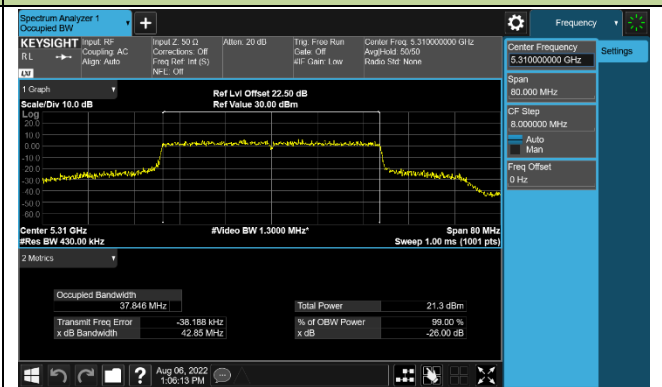 Spectrum Analyzer 1
Occupied BW
+
Frequency
KEYSIGHT
RL
LXI
Input: RF
Coupling: AC
Align: Auto
Input Z: 50 Ω
Corrections: Off
Freq Ref: Int (S)
NFE: Off
Atten: 20 dB
Trig: Free Run
Gate: Off
#IF Gain: Low
Center Freq: 5.310000000 GHz
Avg|Hold: 50/50
Radio Std: None
Center Frequency
5.310000000 GHz
Settings
Span
80.000 MHz
CF Step
8.000000 MHz
Auto
Man
Freq Offset
0 Hz
1 Graph
Scale/Div 10.0 dB
Ref Lvl Offset 22.50 dB
Ref Value 30.00 dBm
Log
20.0
10.0
0.00
-10.0
-20.0
-30.0
-40.0
-50.0
-60.0
Center 5.31 GHz
#Video BW 1.3000 MHz*
Span 80 MHz
#Res BW 430.00 kHz
Sweep 1.00 ms (1001 pts)
2 Metrics
Occupied Bandwidth
37.846 MHz
Total Power
21.3 dBm
Transmit Freq Error
-38.188 kHz
% of OBW Power
99.00 %
x dB Bandwidth
42.85 MHz
x dB
-26.00 dB
?
Aug 06, 2022
1:06:13 PM